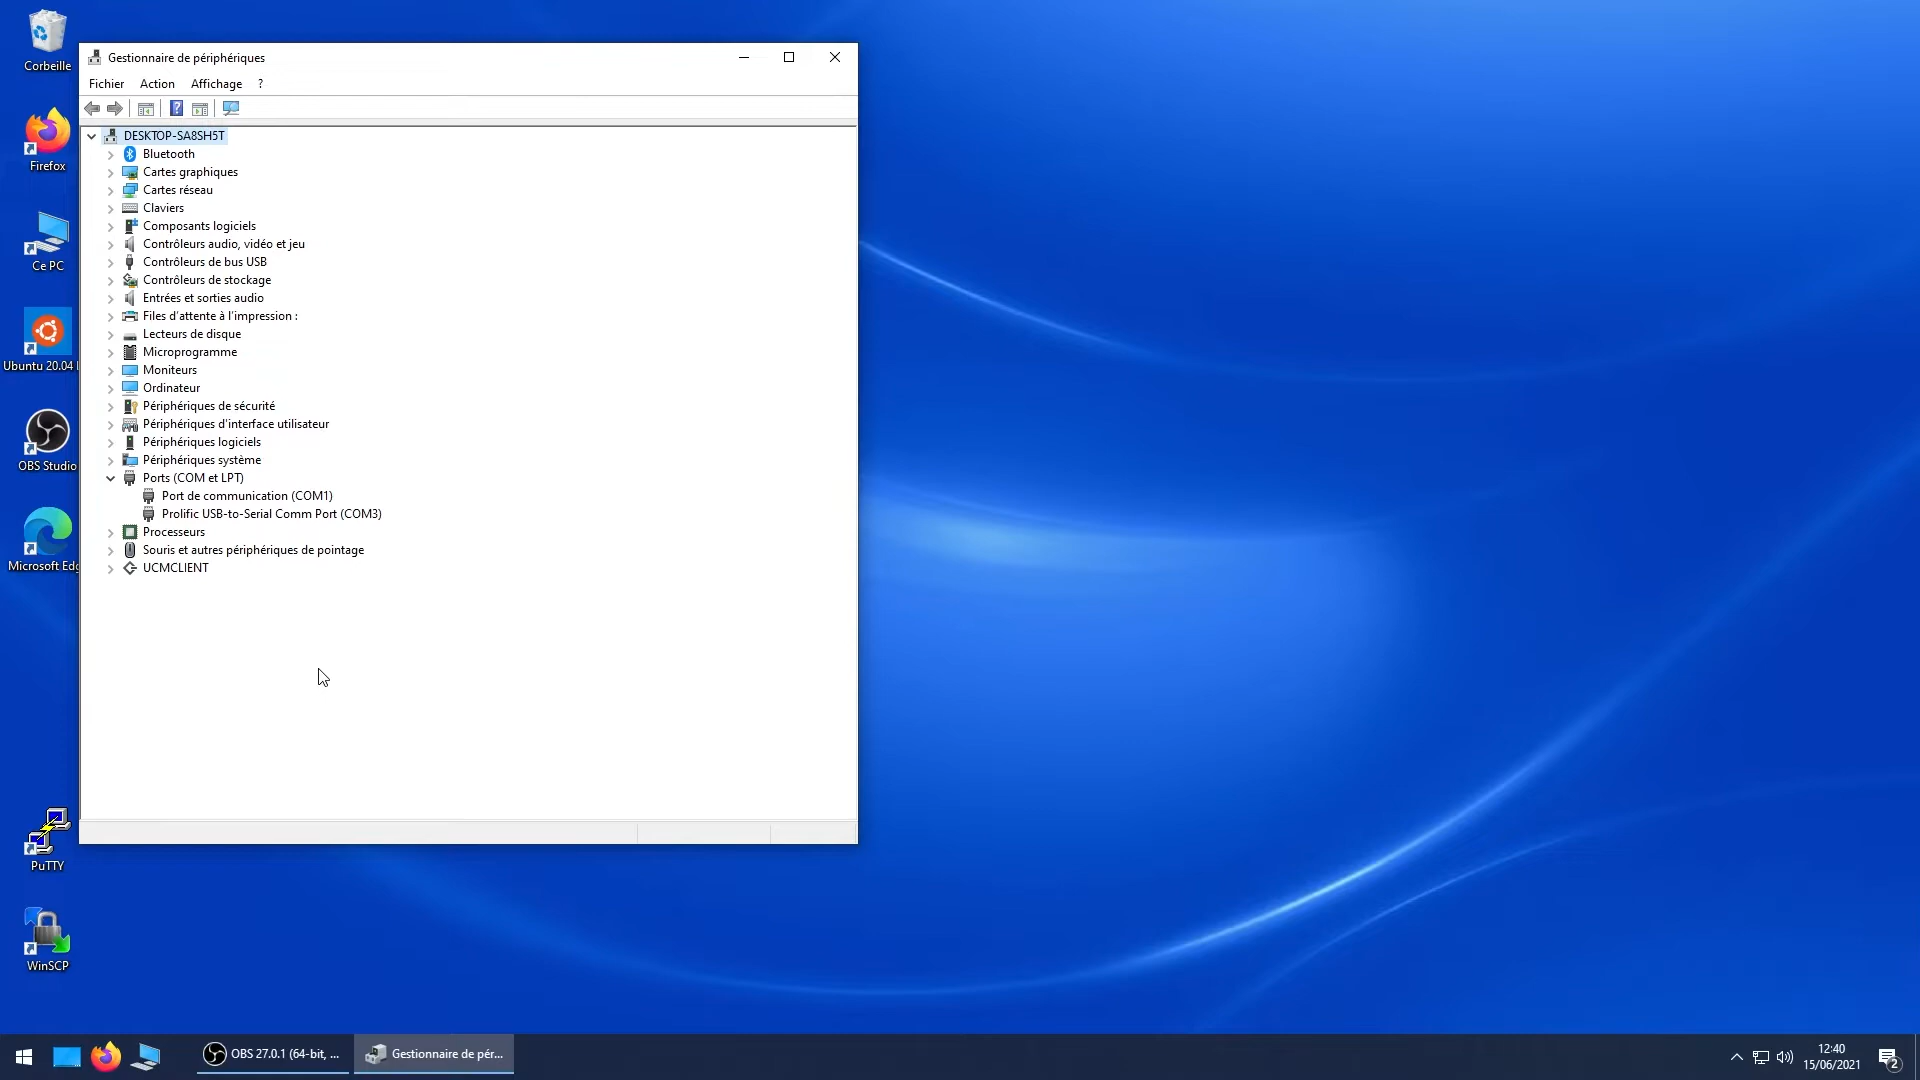 Corbeille
Firefox
Ce PC
Ubuntu 20.04
OBS Studio
Microsoft Edg
PuTTY
WinSCP
Gestionnaire de périphériques
Fichier Action Affichage ?
DESKTOP-SA8SH5T
Bluetooth
Cartes graphiques
Cartes réseau
Claviers
Composants logiciels
Contrôleurs audio, vidéo et jeu
Contrôleurs de bus USB
Contrôleurs de stockage
Entrées et sorties audio
Files d'attente à l'impression :
Lecteurs de disque
Microprogramme
Moniteurs
Ordinateur
Périphériques de sécurité
Périphériques d'interface utilisateur
Périphériques logiciels
Périphériques système
Ports (COM et LPT)
Port de communication (COM1)
Prolific USB-to-Serial Comm Port (COM3)
Processeurs
Souris et autres périphériques de pointage
UCMCLIENT
OBS 27.0.1 (64-bit, ...
Gestionnaire de pér...
12:40
15/06/2021
2